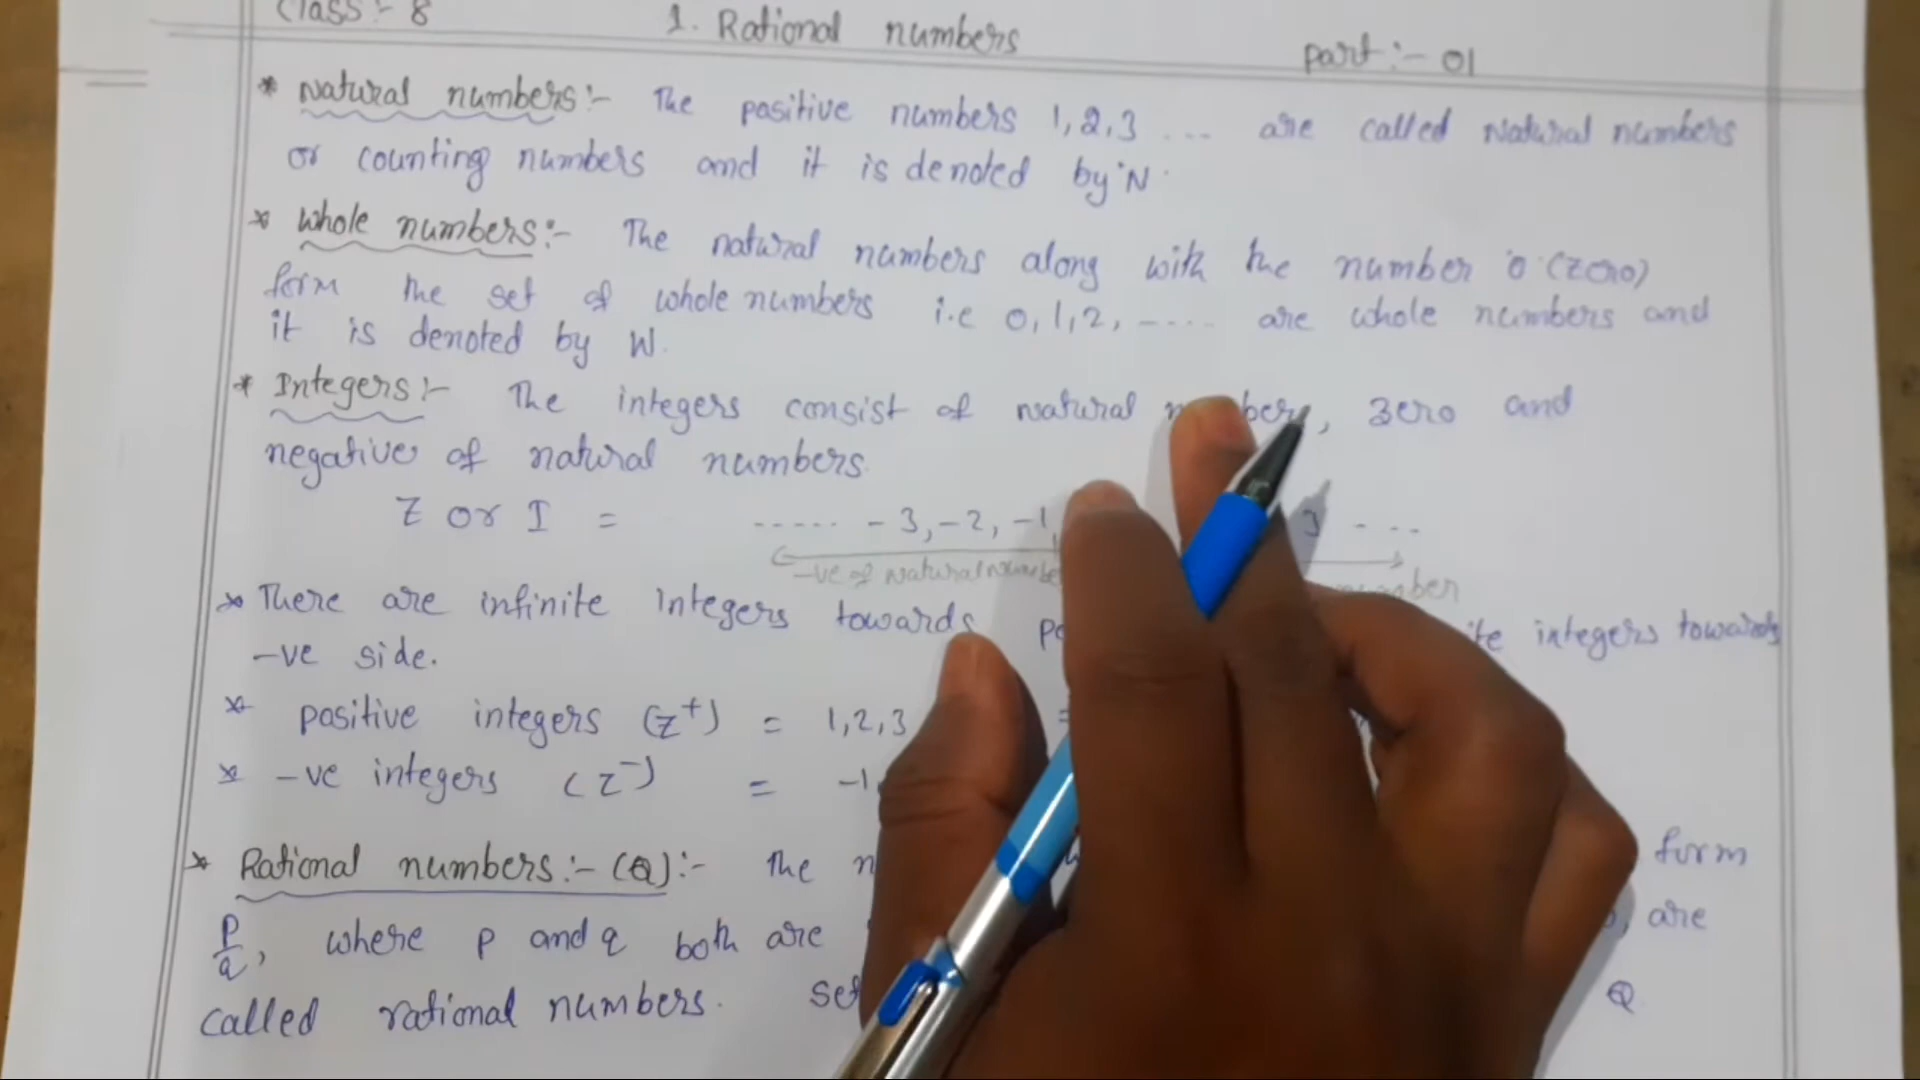 Class :- 8
1. Rational numbers
part :- 01
* Natural numbers :- The positive numbers 1, 2, 3 ... are called Natural numbers
or counting numbers and it is denoted by 'N'
* Whole numbers :- The natural numbers along with the number '0' (zero)
form the set of whole numbers i.e 0, 1, 2, ..... are whole numbers and
it is denoted by W.
* Integers :- The integers consist of natural numbers, zero and
negative of natural numbers.
Z or I = ..... -3, -2, -1 3 ...
-ve of natural number
* There are infinite integers towards integers towards
-ve side.
* positive integers (Z+) = 1, 2, 3 =
* -ve integers (Z-) = -1
* Rational numbers :- (Q) :- The form
p/q, where p and q both are are
called rational numbers. Set Q